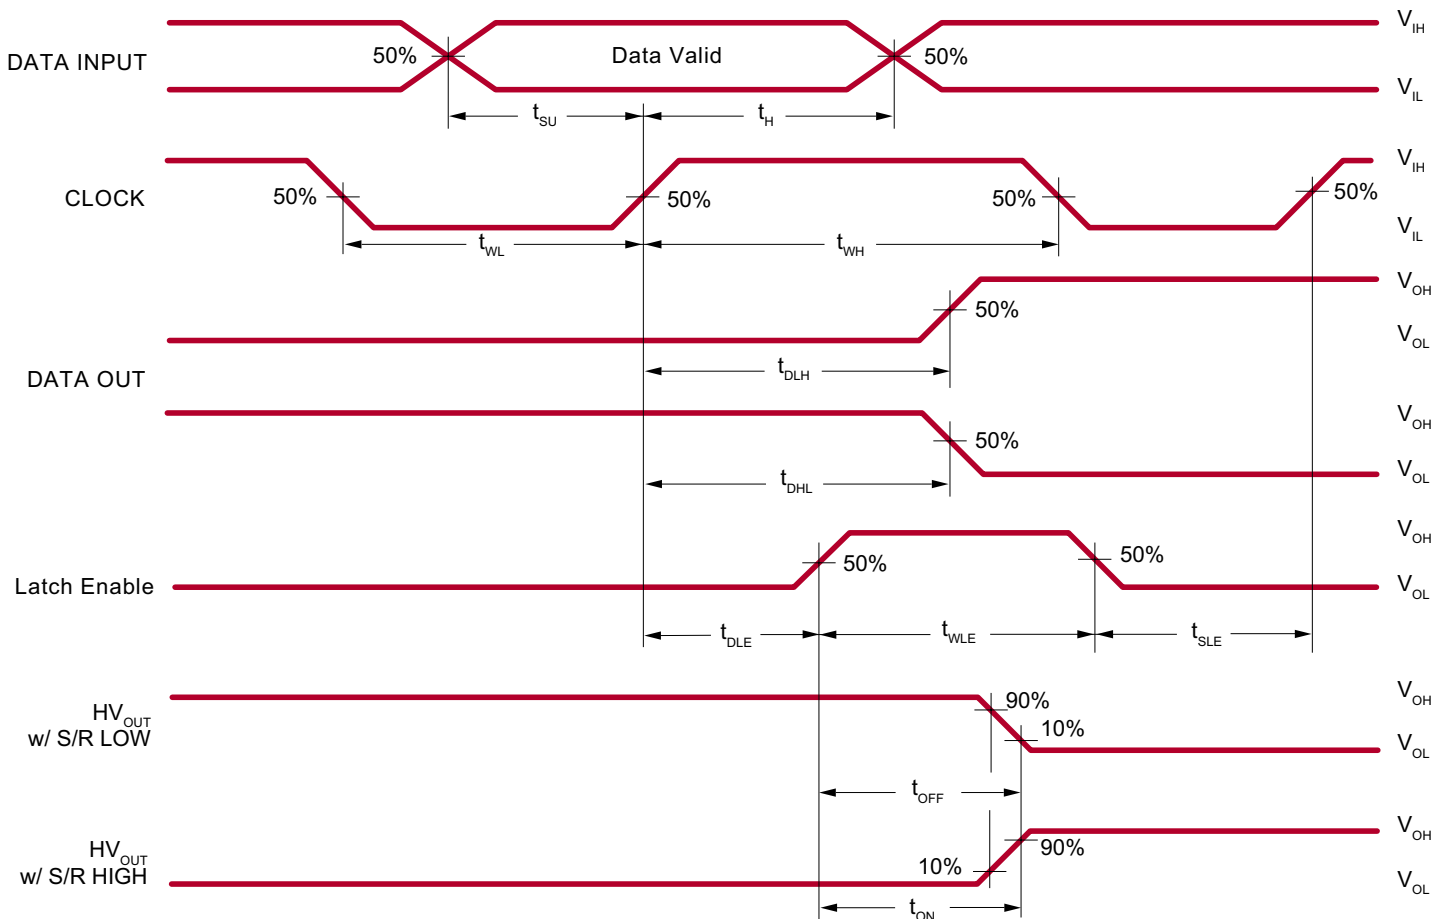 V_IH
DATA INPUT
50%
Data Valid
50%
V_IL
t_SU
t_H
V_IH
CLOCK
50%
50%
50%
50%
V_IL
t_WL
t_WH
V_OH
50%
V_OL
DATA OUT
t_DLH
V_OH
50%
V_OL
t_DHL
V_OH
50%
50%
Latch Enable
V_OL
t_DLE
t_WLE
t_SLE
V_OH
HV_OUT
w/ S/R LOW
90%
10%
V_OL
t_OFF
V_OH
HV_OUT
w/ S/R HIGH
10%
90%
V_OL
t_ON